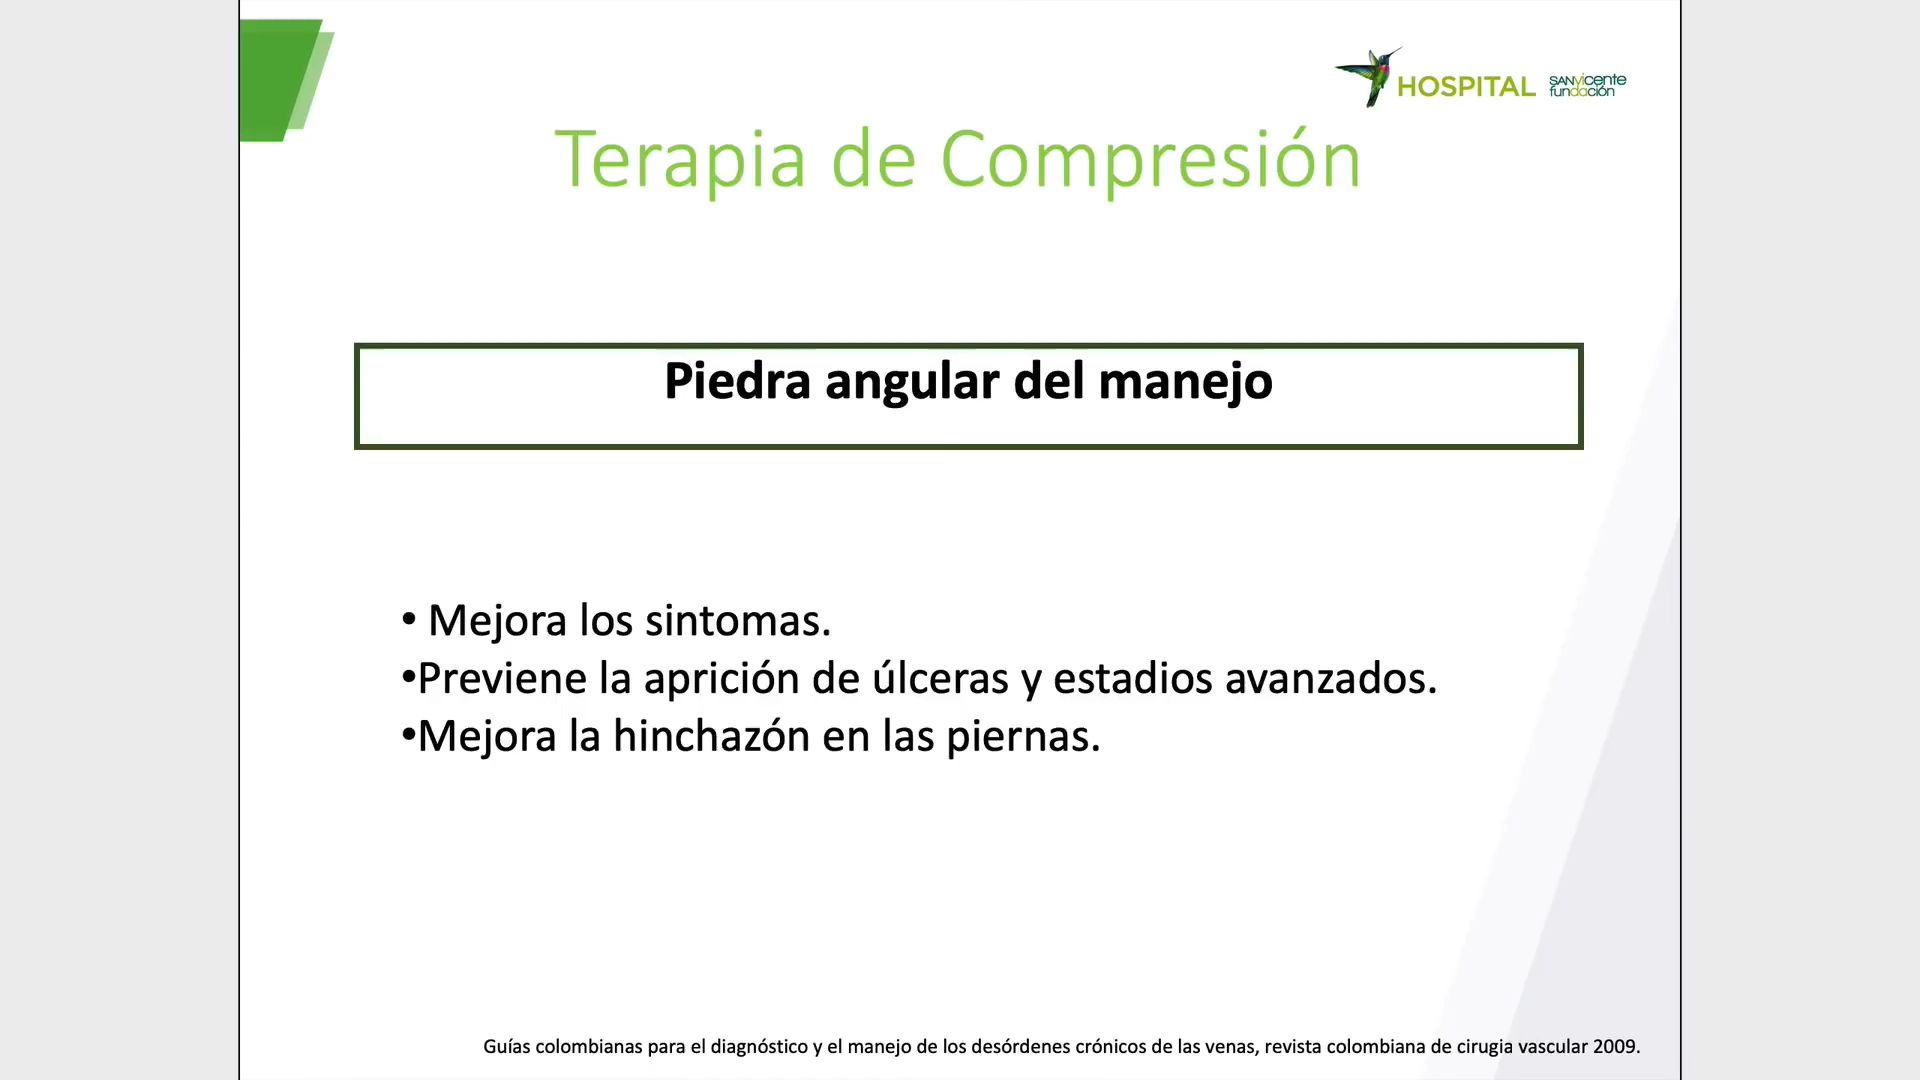 HOSPITAL
SANVicente
fundación
Terapia de Compresión
Piedra angular del manejo
• Mejora los sintomas.
•Previene la aprición de úlceras y estadios avanzados.
•Mejora la hinchazón en las piernas.
Guías colombianas para el diagnóstico y el manejo de los desórdenes crónicos de las venas, revista colombiana de cirugia vascular 2009.